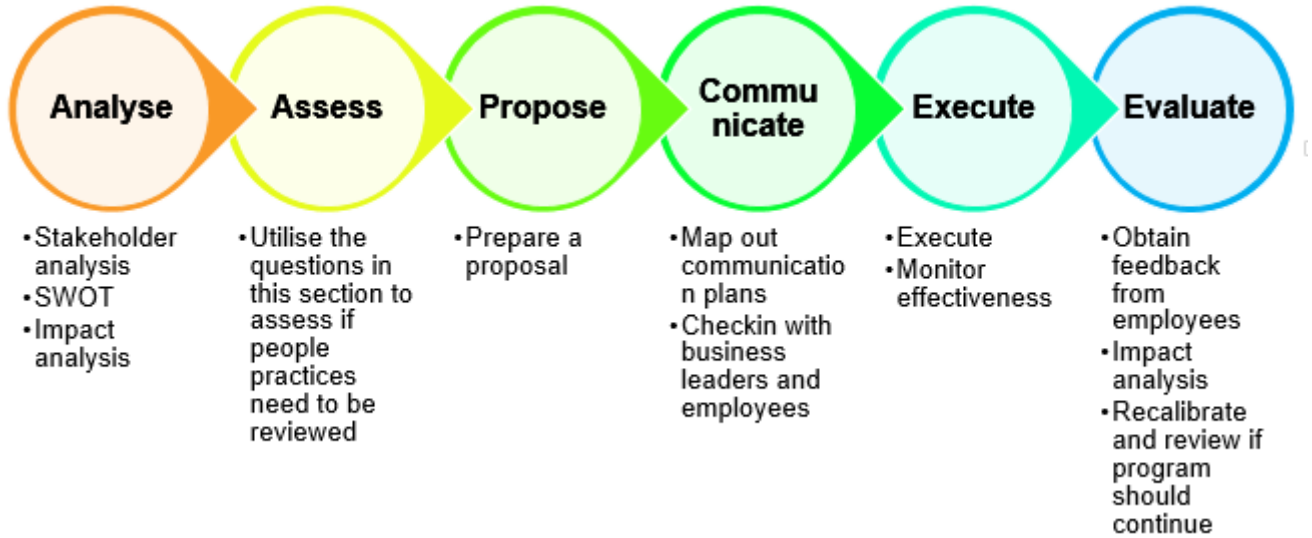 Analyse
Assess
Propose
Commu
nicate
Execute
Evaluate
•Stakeholder
analysis
•SWOT
•Impact
analysis
•Utilise the
questions in
this section to
assess if
people
practices
need to be
reviewed
•Prepare a
proposal
•Map out
communicatio
n plans
•Checkin with
business
leaders and
employees
•Execute
•Monitor
effectiveness
•Obtain
feedback
from
employees
•Impact
analysis
•Recalibrate
and review if
program
should
continue